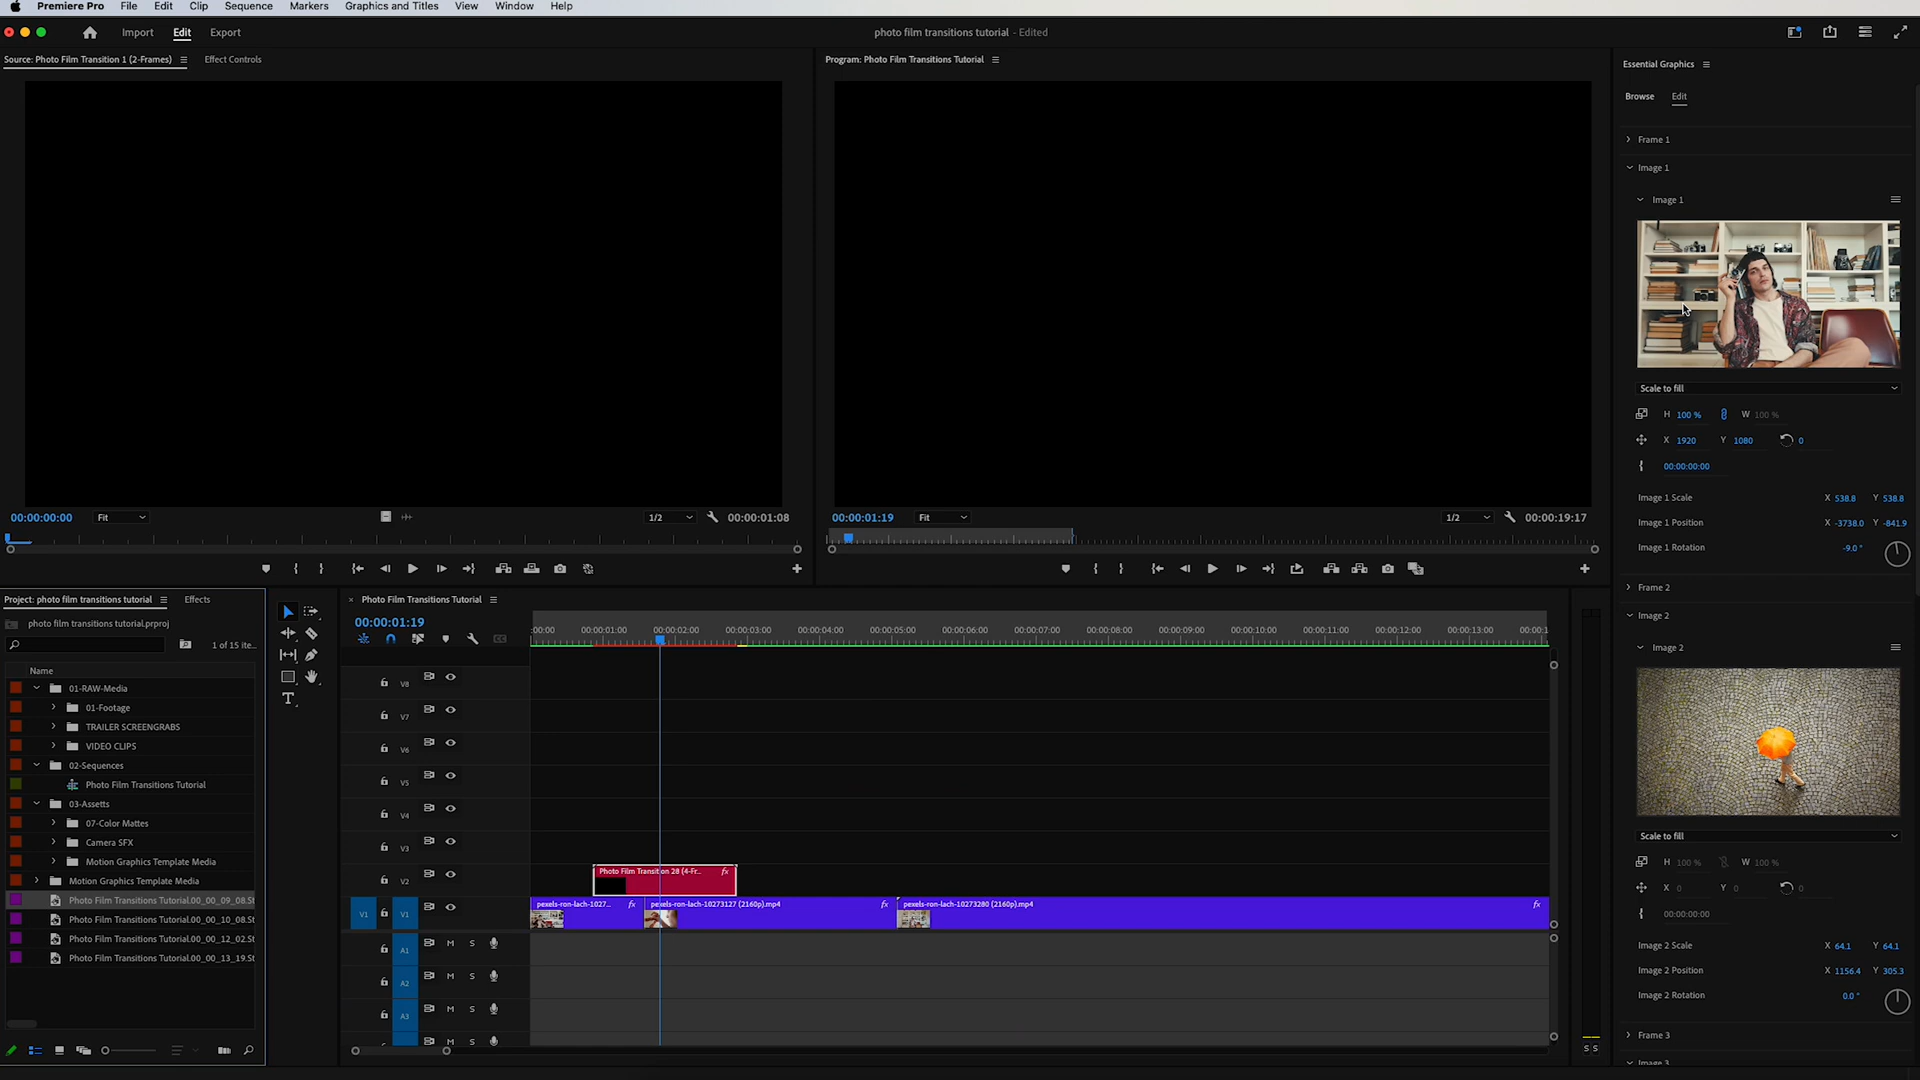 Premiere Pro File Edit Clip Sequence Markers Graphics and Titles View Window Help
Import Edit Export
photo film transitions tutorial - Edited
Source: Photo Film Transition 1 (2-Frames)
Effect Controls
Program: Photo Film Transitions Tutorial
Essential Graphics
Browse Edit
Frame 1
Image 1
Image 1
Scale to fill
H 100 % W 100 %
X 1920 Y 1080 0
00:00:00:00
Image 1 Scale X 538.8 Y 538.8
Image 1 Position X -3738.0 Y -841.9
Image 1 Rotation -9.0 °
Frame 2
Image 2
Image 2
Scale to fill
H 100 % W 100 %
X 0 Y 0 0
00:00:00:00
Image 2 Scale X 64.1 Y 64.1
Image 2 Position X 1156.4 Y 305.3
Image 2 Rotation 0.0 °
Frame 3
Image 3
00:00:00:00 Fit 1/2 00:00:01:08
00:00:01:19 Fit 1/2 00:00:19:17
Project: photo film transitions tutorial
Effects
photo film transitions tutorial.prproj
1 of 15 ite...
Name
01-RAW-Media
01-Footage
TRAILER SCREENGRABS
VIDEO CLIPS
02-Sequences
Photo Film Transitions Tutorial
03-Assetts
07-Color Mattes
Camera SFX
Motion Graphics Template Media
Motion Graphics Template Media
Photo Film Transitions Tutorial.00_00_09_08.St
Photo Film Transitions Tutorial.00_00_10_08.St
Photo Film Transitions Tutorial.00_00_12_02.St
Photo Film Transitions Tutorial.00_00_13_19.St
× Photo Film Transitions Tutorial
00:00:01:19
:00:00 00:00:01:00 00:00:02:00 00:00:03:00 00:00:04:00 00:00:05:00 00:00:06:00 00:00:07:00 00:00:08:00 00:00:09:00 00:00:10:00 00:00:11:00 00:00:12:00 00:00:13:00 00:00:1
V8
V7
V6
V5
V4
V3
V2
Photo Film Transition 28 (4-Fr... fx
V1 V1
pexels-ron-lach-1027... fx
pexels-ron-lach-10273127 (2160p).mp4 fx
pexels-ron-lach-10273280 (2160p).mp4 fx
A1 M S
A2 M S
A3 M S
M S
S S